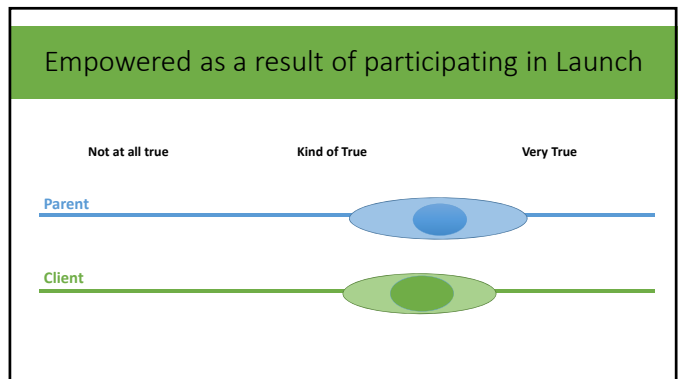 Empowered as a result of participating in Launch
Not at all true Kind of True Very True
Parent
Client